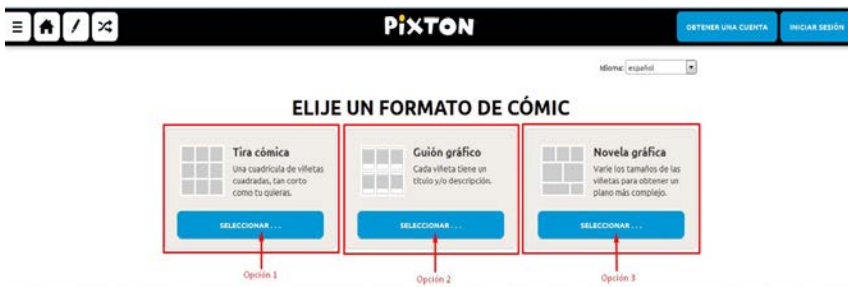 PiXTON
OBTENER UNA CUENTA
INICIAR SESIÓN
Idioma: español
ELIJE UN FORMATO DE CÓMIC
Tira cómica
Una cuadrícula de viñetas
cuadradas, tan corto
como tu quieras.
SELECCIONAR . . .
Guión gráfico
Cada viñeta tiene un
título y/o descripción.
SELECCIONAR . . .
Novela gráfica
Varie los tamaños de las
viñetas para obtener un
plano más complejo.
SELECCIONAR . . .
Opción 1
Opción 2
Opción 3